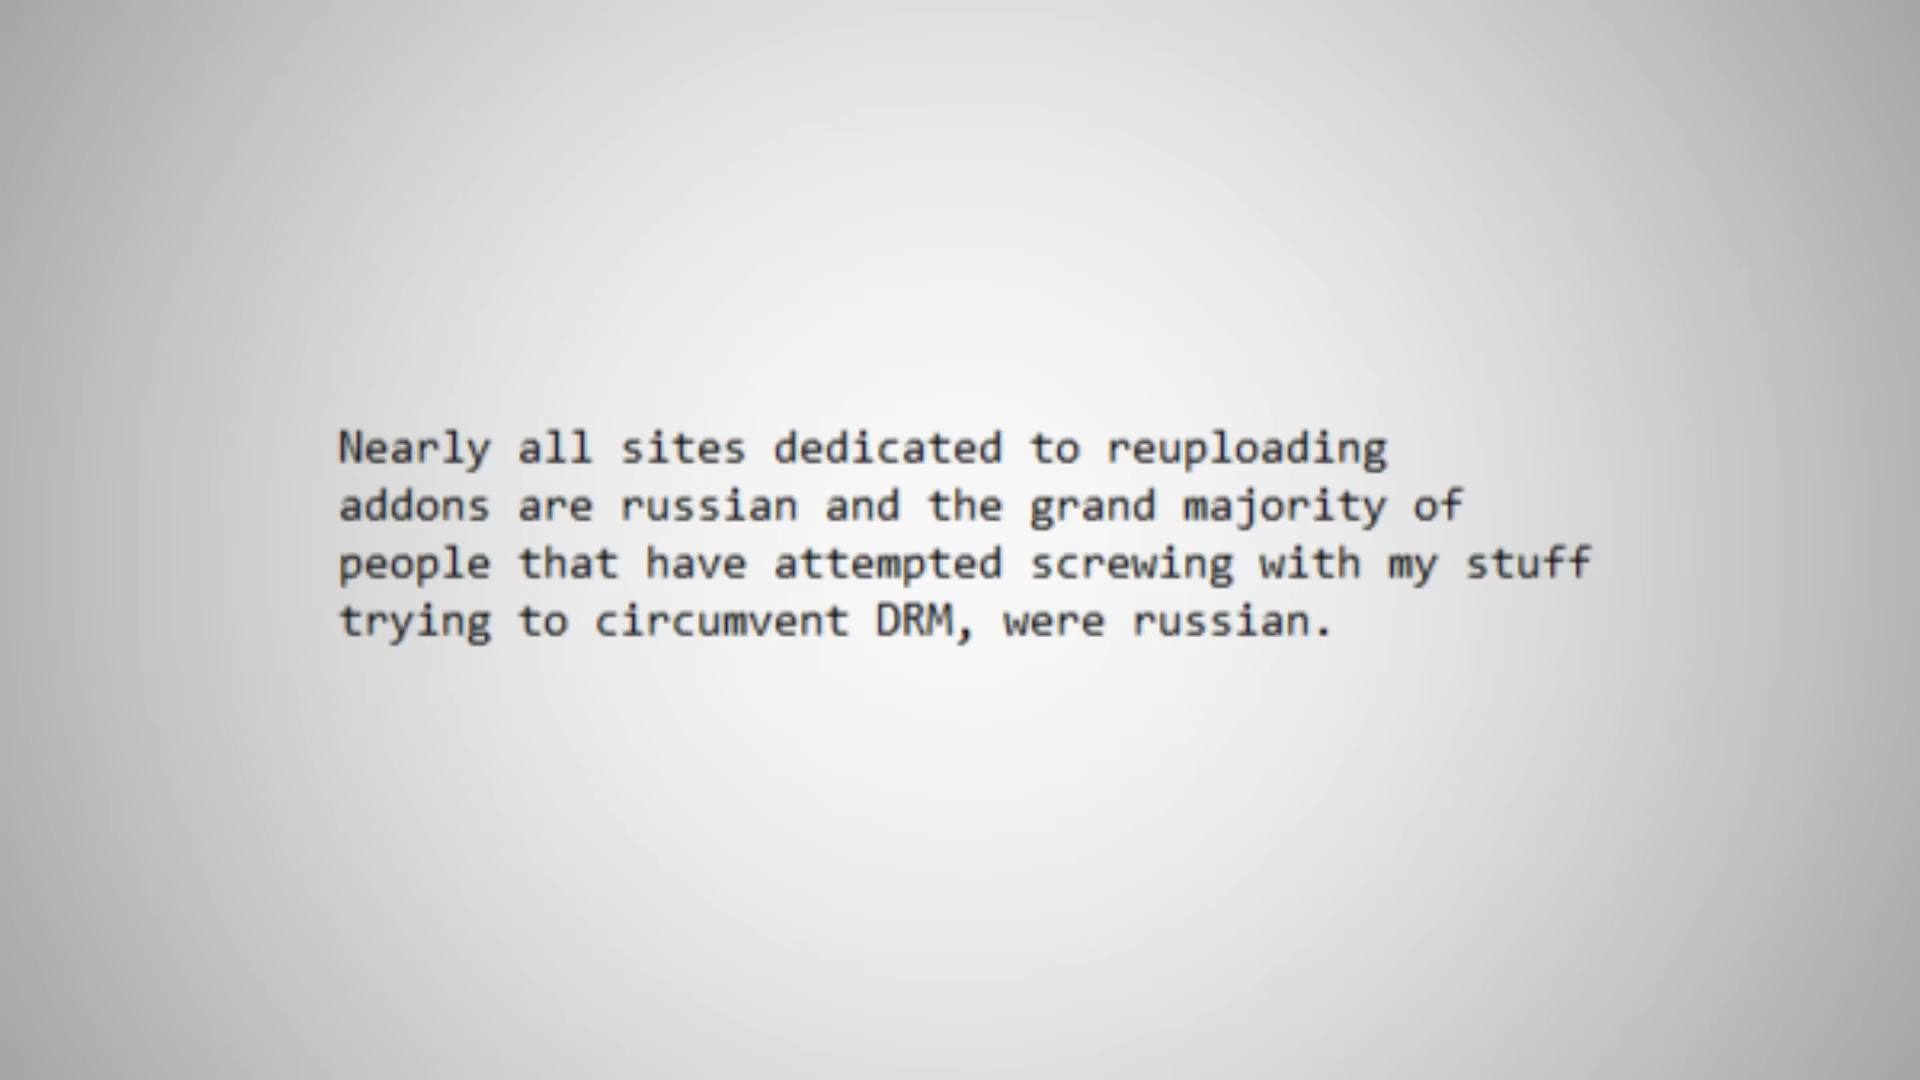 Nearly all sites dedicated to reuploading
addons are russian and the grand majority of
people that have attempted screwing with my stuff
trying to circumvent DRM, were russian.